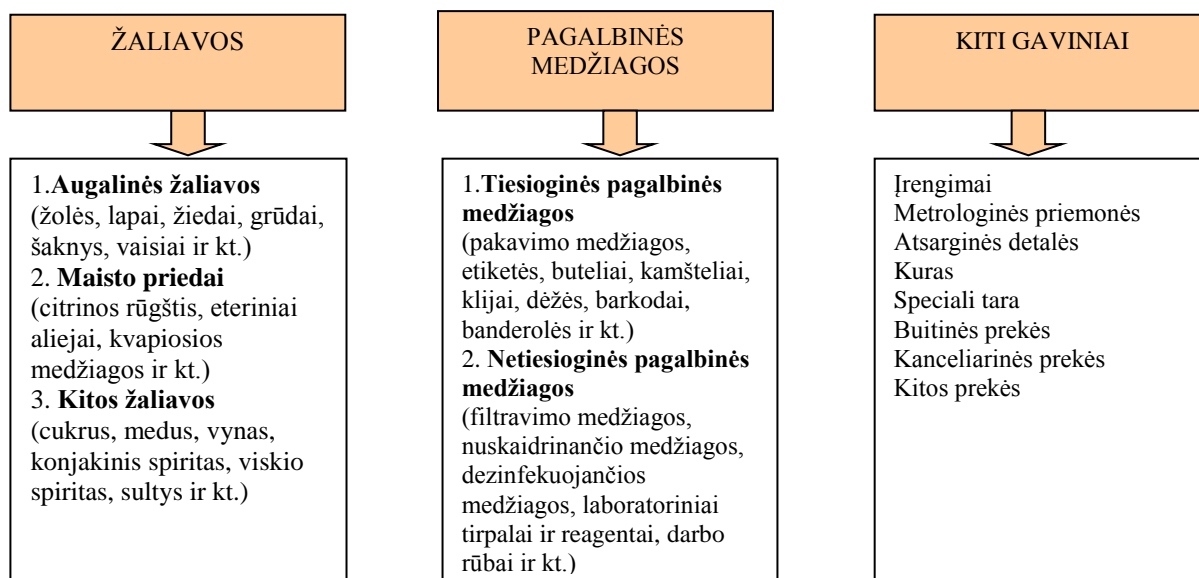 ŽALIAVOS
1.Augalinės žaliavos
(žolės, lapai, žiedai, grūdai,
šaknys, vaisiai ir kt.)
2. Maisto priedai
(citrinos rūgštis, eteriniai
aliejai, kvapiosios
medžiagos ir kt.)
3. Kitos žaliavos
(cukrus, medus, vynas,
konjakinis spiritas, viskio
spiritas, sultys ir kt.)
PAGALBINĖS
MEDŽIAGOS
1.Tiesioginės pagalbinės
medžiagos
(pakavimo medžiagos,
etiketės, buteliai, kamšteliai,
klijai, dėžės, barkodai,
banderolės ir kt.)
2. Netiesioginės pagalbinės
medžiagos
(filtravimo medžiagos,
nuskaidrinančio medžiagos,
dezinfekuojančios
medžiagos, laboratoriniai
tirpalai ir reagentai, darbo
rūbai ir kt.)
KITI GAVINIAI
Įrengimai
Metrologinės priemonės
Atsarginės detalės
Kuras
Speciali tara
Buitinės prekės
Kanceliarinės prekės
Kitos prekės